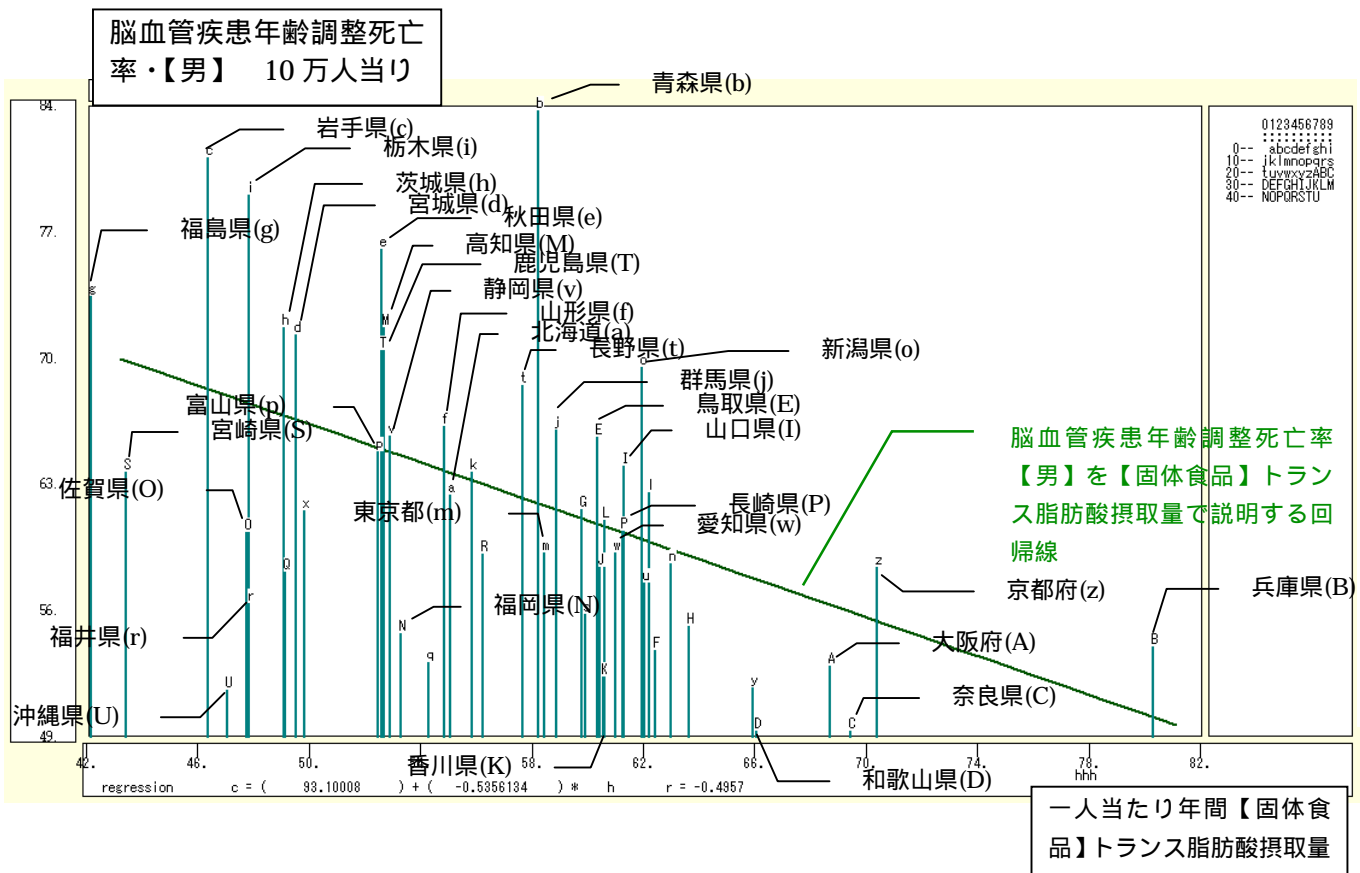 脳血管疾患年齢調整死亡
率・【男】　10 万人当り
青森県(b)
岩手県(c)
栃木県(i)
茨城県(h)
宮城県(d)
秋田県(e)
福島県(g)
高知県(M)
鹿児島県(T)
静岡県(v)
山形県(f)
北海道(a)
長野県(t)
新潟県(o)
群馬県(j)
富山県(p)
鳥取県(E)
宮崎県(S)
山口県(I)
佐賀県(O)
東京都(m)
長崎県(P)
愛知県(w)
脳血管疾患年齢調整死亡率
【男】を【固体食品】トラン
ス脂肪酸摂取量で説明する回
帰線
京都府(z)
兵庫県(B)
福岡県(N)
福井県(r)
大阪府(A)
奈良県(C)
沖縄県(U)
香川県(K)
和歌山県(D)
84.
77.
70.
63.
56.
49.
42. 46. 50. 58. 62. 66. 70. 74. 78. 82.
hhh
regression c = ( 93.10008 ) + ( -0.5356134 ) * h r = -0.4957
0123456789
::::::::::
0-- abcdefghi
10-- jklmnopqrs
20-- tuvwxyzABC
30-- DEFGHIJKLM
40-- NOPQRSTU
b
c
i
e
g
h
d
M
T
o
t
v
f
j
E
p
S
k
I
a
l
x
G
L
P
O
R
m
w
n
Q
J
z
u
r
H
N
B
F
q
A
K
U
y
D
C
一人当たり年間【固体食
品】トランス脂肪酸摂取量